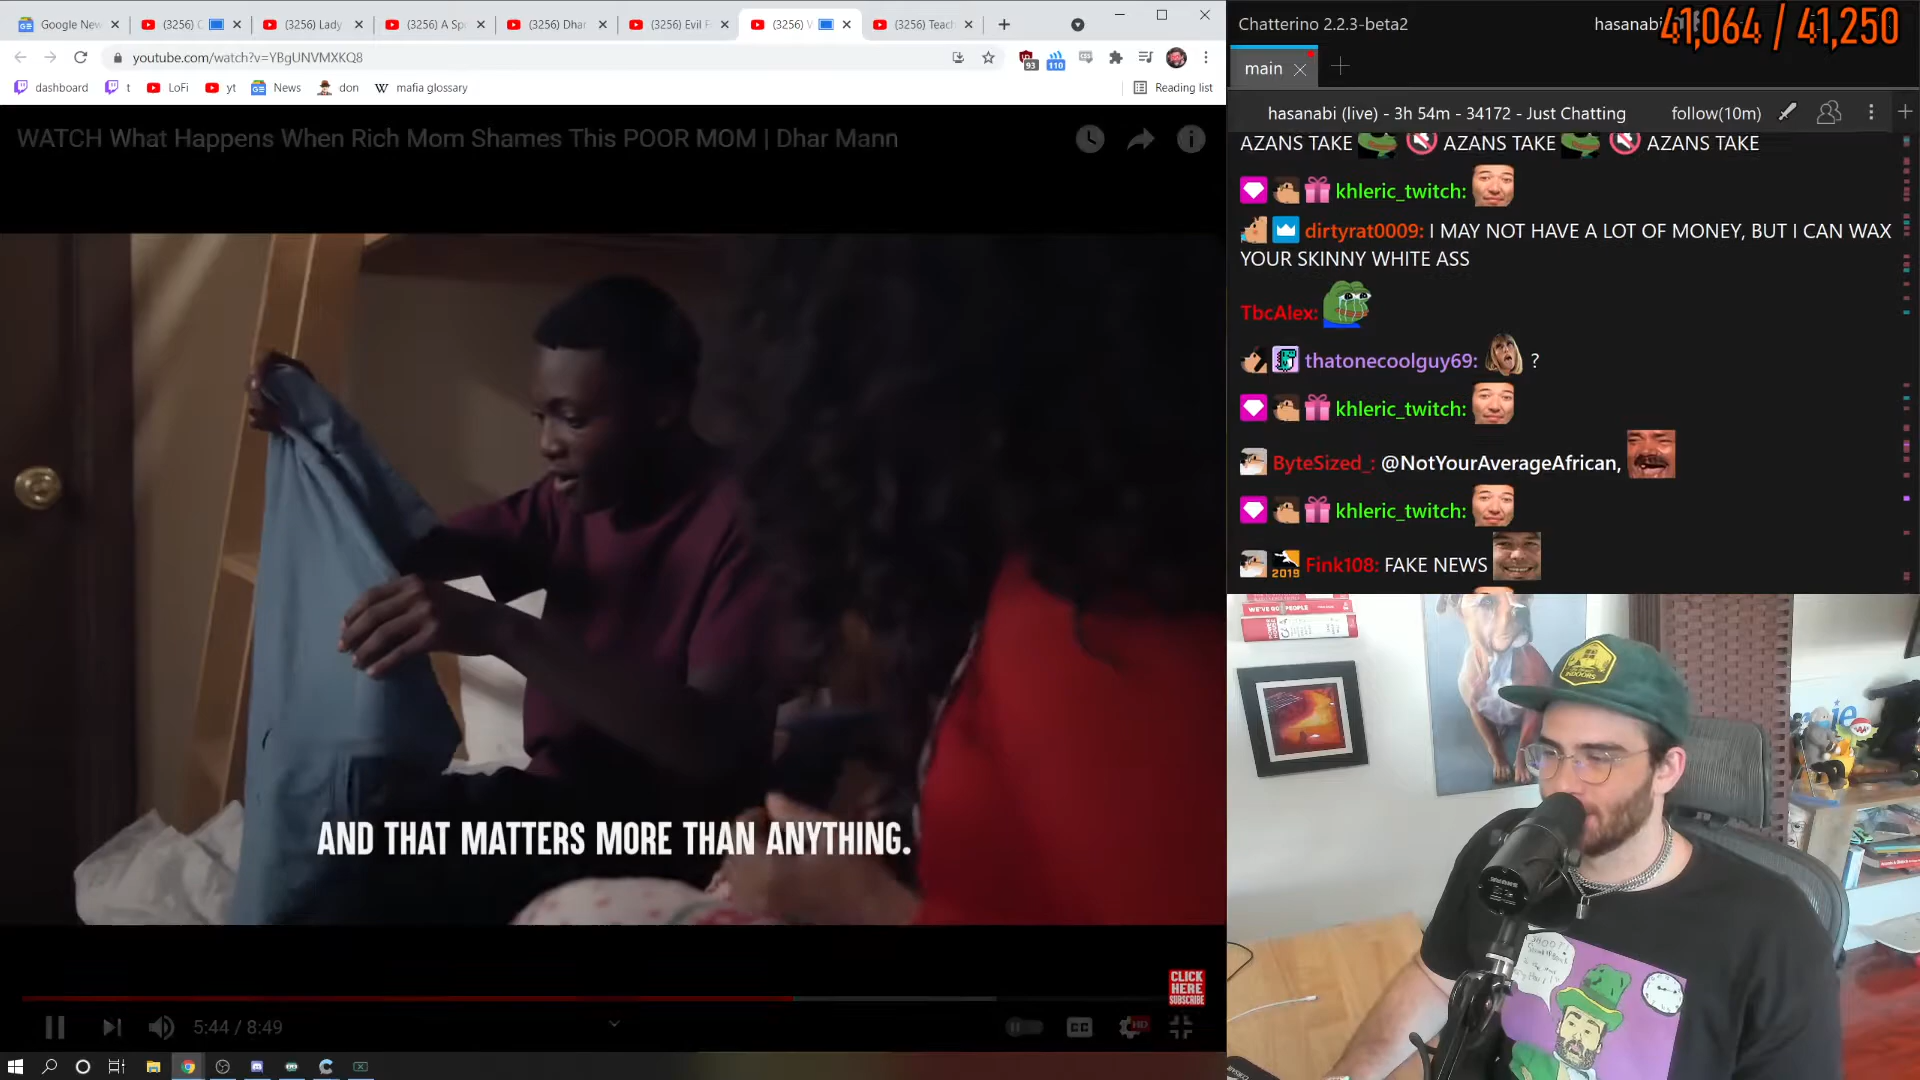 Google New
(3256) C
(3256) Lady
(3256) A Sp
(3256) Dhar
(3256) Evil F
(3256) V
(3256) Teach
youtube.com/watch?v=YBgUNVMXKQ8
93
110
dashboard
t
LoFi
yt
News
don
mafia glossary
Reading list
WATCH What Happens When Rich Mom Shames This POOR MOM | Dhar Mann
AND THAT MATTERS MORE THAN ANYTHING.
CLICK
HERE
SUBSCRIBE
5:44 / 8:49
CC
HD
Chatterino 2.2.3-beta2
hasanabi
41,064 / 41,250
main
hasanabi (live) - 3h 54m - 34172 - Just Chatting
follow(10m)
AZANS TAKE AZANS TAKE AZANS TAKE
khleric_twitch:
dirtyrat0009: I MAY NOT HAVE A LOT OF MONEY, BUT I CAN WAX
YOUR SKINNY WHITE ASS
TbcAlex:
thatonecoolguy69: ?
khleric_twitch:
ByteSized_: @NotYourAverageAfrican,
khleric_twitch:
2019 Fink108: FAKE NEWS